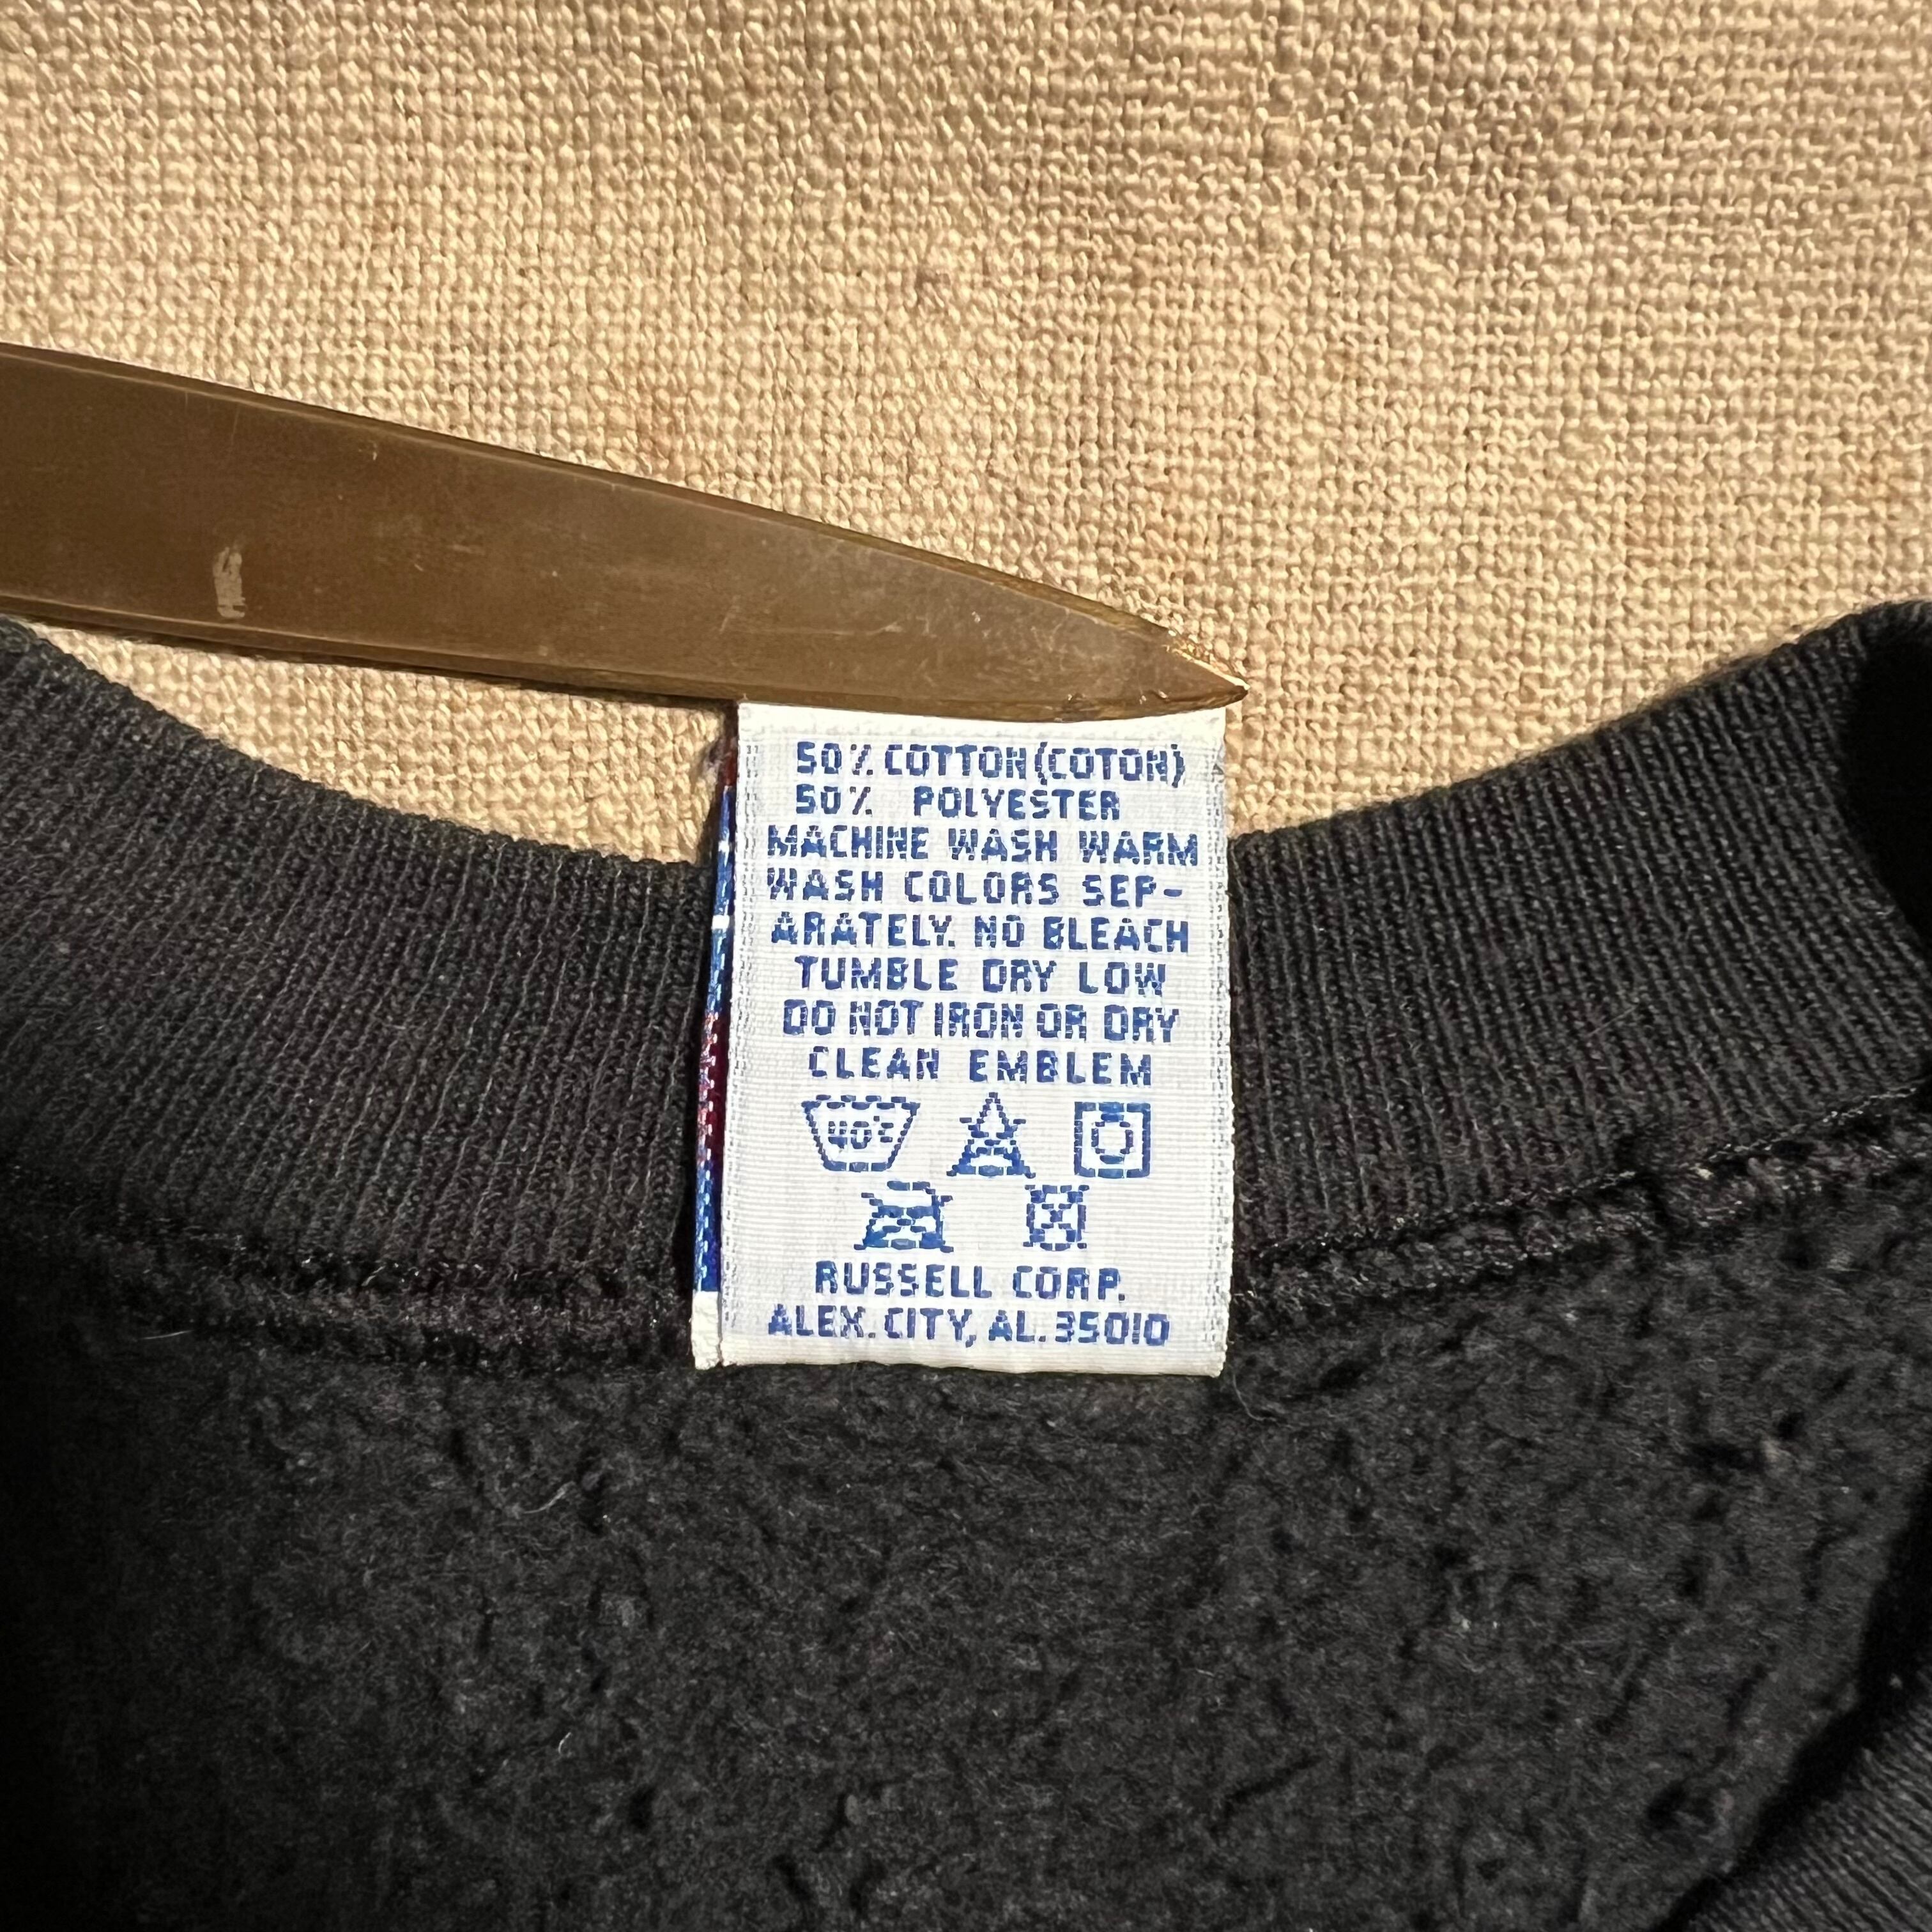 50% COTTON (COTON)
50% POLYESTER
MACHINE WASH WARM
WASH COLORS SEP-
ARATELY. NO BLEACH
TUMBLE DRY LOW
DO NOT IRON OR DRY
CLEAN EMBLEM
40°C
RUSSELL CORP.
ALEX. CITY, AL. 35010